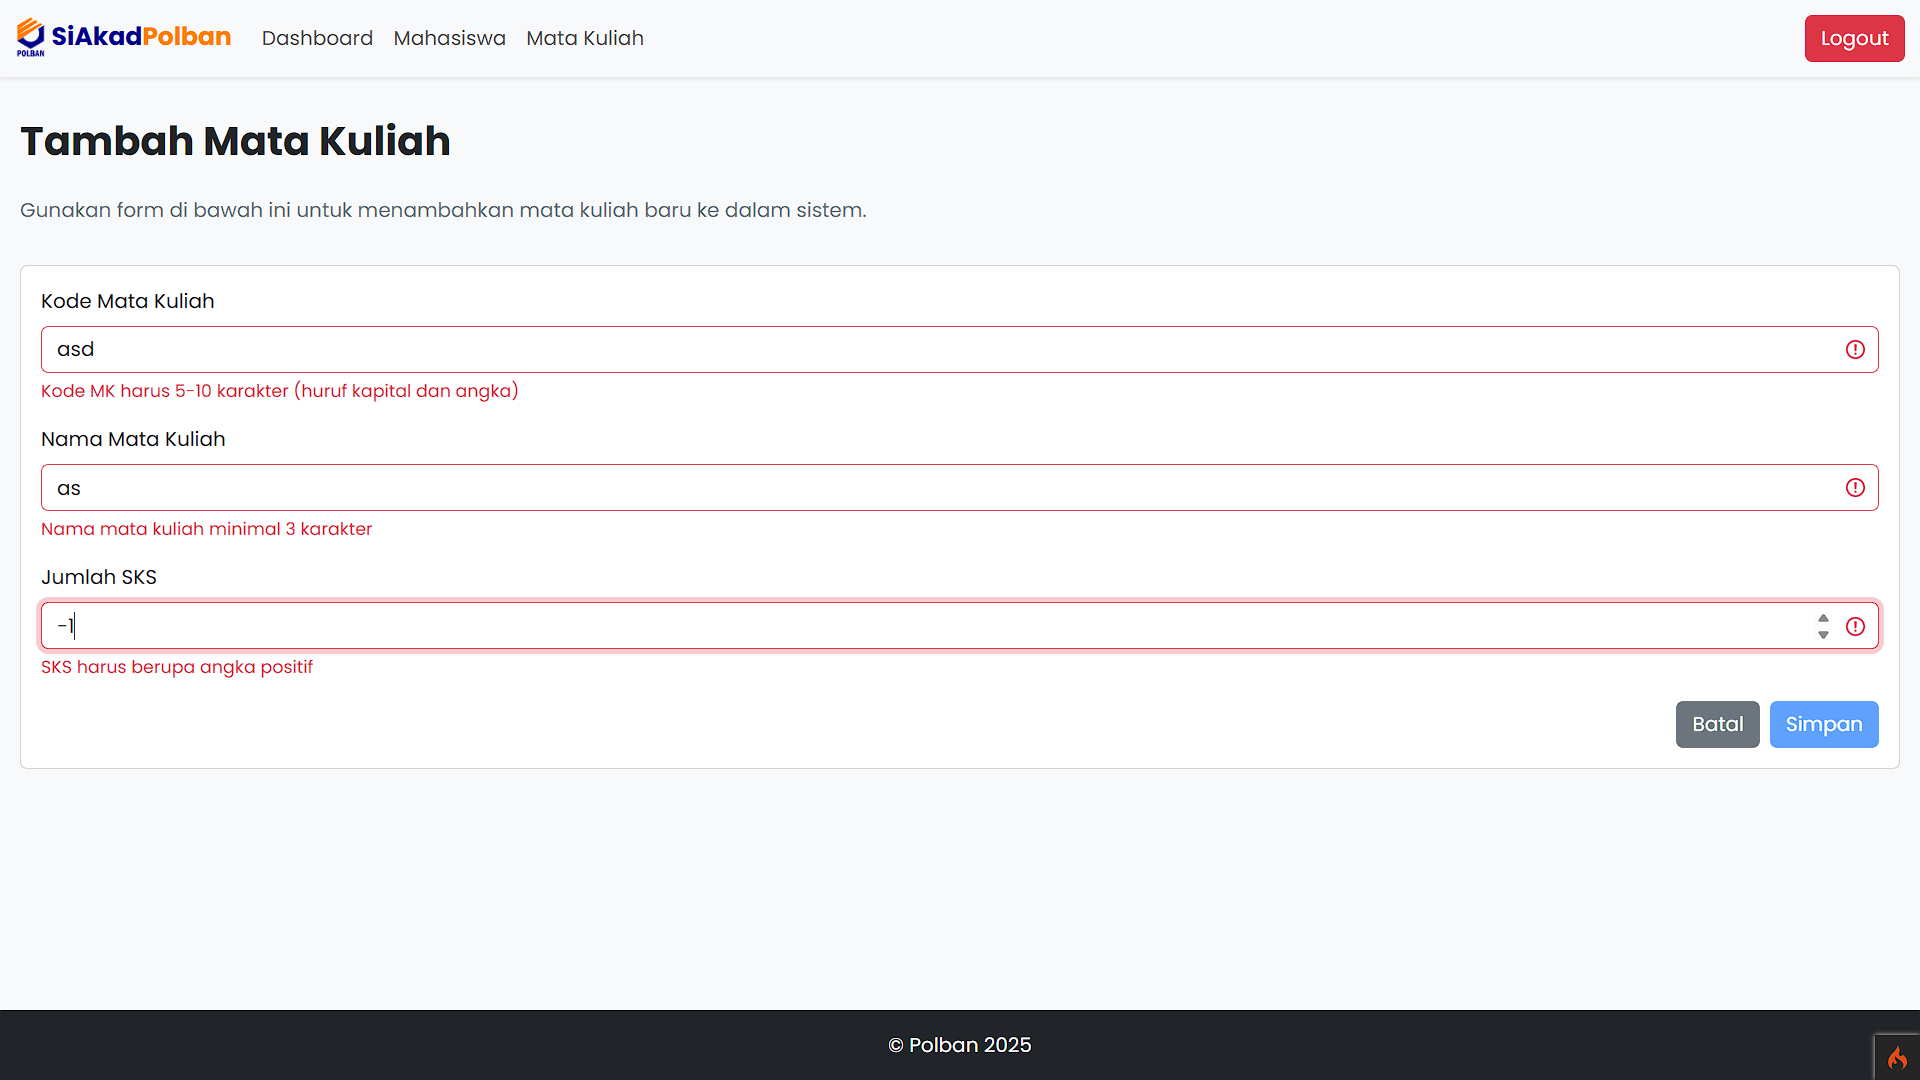 POLBAN
SiAkadPolban
Dashboard
Mahasiswa
Mata Kuliah
Logout
Tambah Mata Kuliah
Gunakan form di bawah ini untuk menambahkan mata kuliah baru ke dalam sistem.
Kode Mata Kuliah
asd
Kode MK harus 5-10 karakter (huruf kapital dan angka)
Nama Mata Kuliah
as
Nama mata kuliah minimal 3 karakter
Jumlah SKS
-1
SKS harus berupa angka positif
Batal
Simpan
© Polban 2025